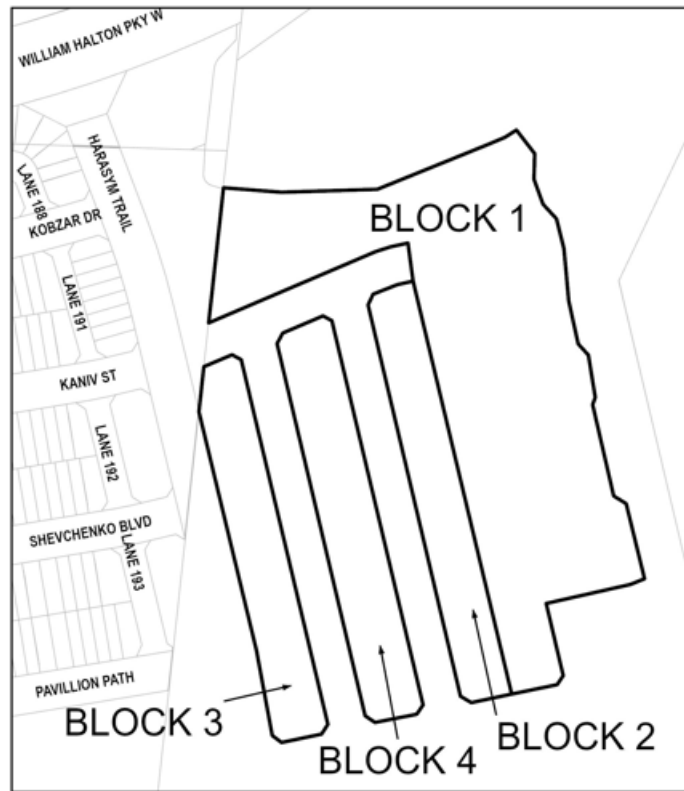 WILLIAM HALTON PKY W
HARASYM TRAIL
LANE 188
KOBZAR DR
BLOCK 1
LANE 191
KANIV ST
LANE 192
SHEVCHENKO BLVD
LANE 193
PAVILLION PATH
BLOCK 3
BLOCK 4
BLOCK 2